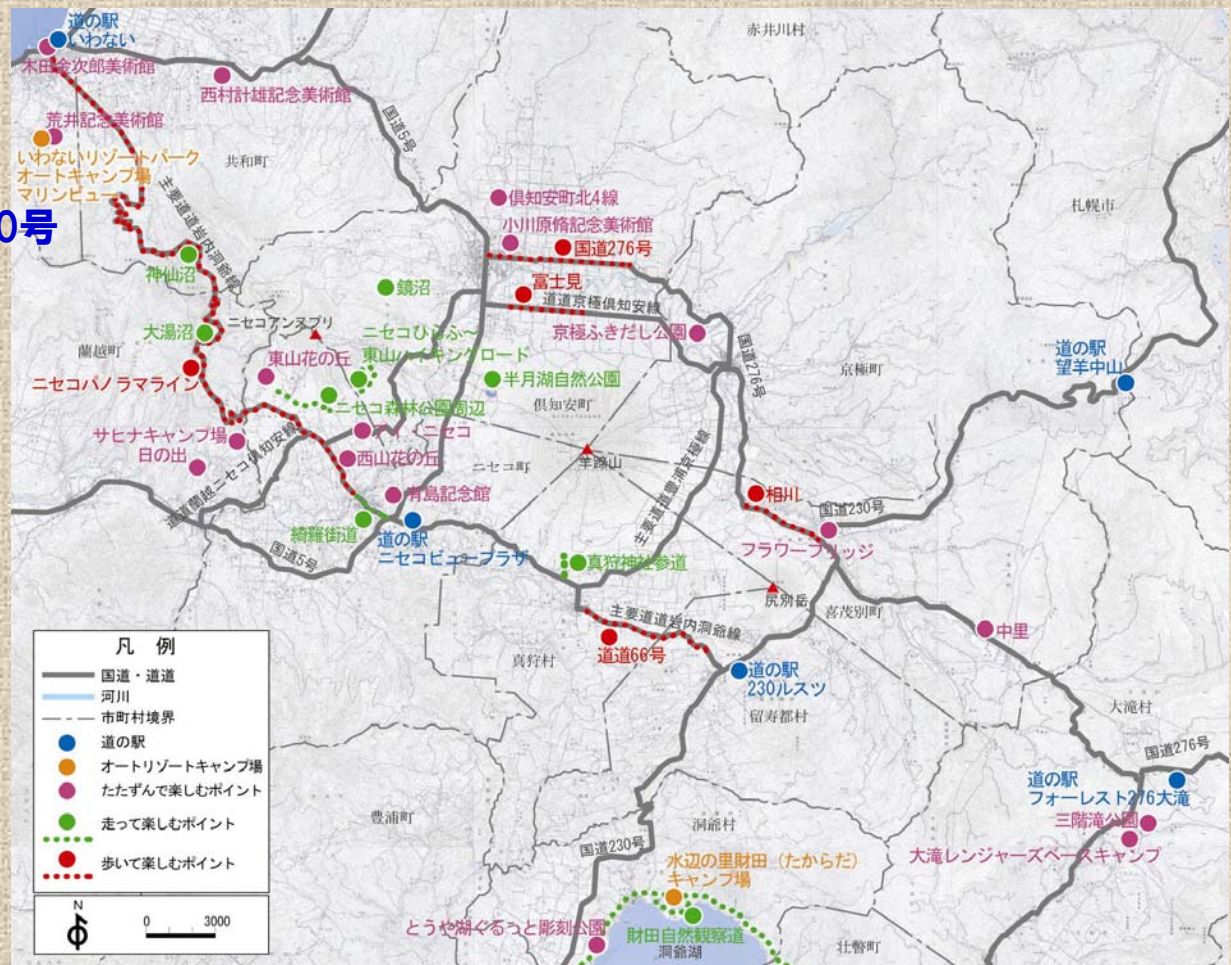 道の駅
いわない
木田金次郎美術館
西村計雄記念美術館
赤井川村
国道5号
荒井記念美術館
いわないリゾートパーク
オートキャンプ場
マリンビュー
共和町
主要道道岩内洞爺線
0号
倶知安町北4線
小川原脩記念美術館
国道276号
札幌市
神仙沼
鏡沼
富士見
道道京極倶知安線
大湯沼
ニセコアンヌプリ
ニセコひらふ～
東山ハイキングロード
京極ふきだし公園
国道276号
蘭越町
東山花の丘
京極町
道の駅
望羊中山
ニセコパノラマライン
半月湖自然公園
ニセコ森林公園周辺
倶知安町
サヒナキャンプ場
日の出
ニセコ
西山花の丘
ニセコ町
羊蹄山
主要道道豊浦京極線
道道蘭越ニセコ倶知安線
有島記念館
相川
国道230号
綺羅街道
道の駅
ニセコビュープラザ
フラワーブリッジ
国道5号
真狩神社参道
尻別岳
喜茂別町
主要道道岩内洞爺線
中里
道道66号
真狩村
道の駅
230ルスツ
留寿都村
大滝村
国道276号
道の駅
フォーレスト276大滝
三階滝公園
大滝レンジャーズベースキャンプ
豊浦町
洞爺村
国道230号
水辺の里財田（たからだ）
キャンプ場
とうや湖ぐるっと彫刻公園
財田自然観察道
洞爺湖
壮瞥町
凡 例
国道・道道
河川
市町村境界
道の駅
オートリゾートキャンプ場
たたずんで楽しむポイント
走って楽しむポイント
歩いて楽しむポイント
N
0 3000